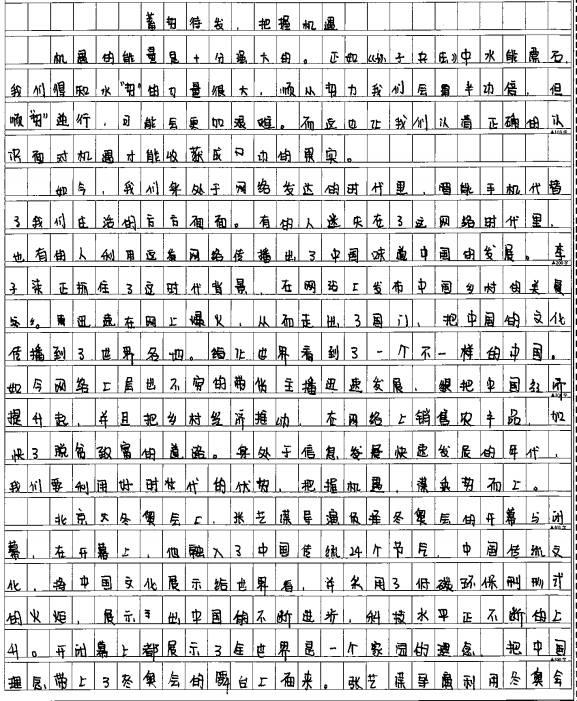 蓄势待发，把握机遇
机遇的能量是十分强大的。正如《孙子兵法》中水能漂石，
我们得知水"势"的力量很大，顺从势力我们会事半功倍，但
顺"势"进行，可能会更加艰难。而这也让我们认清正确的认
识面对机遇才能收获成功的果实。
如今，我们身处于网络发达的时代里，智能手机代替
了我们生活的方方面面。有的人迷失在了这网络时代里，
也有的人利用这发网络传播出了中国味道中国的发展。李
子柒正抓住了这时代背景，在网站上发布中国乡村的美
迅速在网上爆火，从而走出了国门，把中国的文化
传播到了世界各地。让世界看到了一个不一样的中国。
如今网络上层出不穷的带货主播迅速发展，把中国经济
提升起，并且把乡村经济推动，在网络上销售农产品，加
快了脱贫致富的道路。身处于信息发展快速发展的年代，
我们要利用好时代的优势，把握机遇，乘势而上。
北京冬奥会上，张艺谋导演负责冬奥会的开幕与闭
幕，在开幕上，他融入了中国传统24个节气，中国传统文
化，将中国文化展示给世界看，并采用了低碳环保形式
的火炬，展示出中国的不断进步，科技水平正不断的上
升。开闭幕上都展示了世界是一个家园的理念，把中国
理念带上了冬奥会的舞台上面来。张艺谋导演利用冬奥会